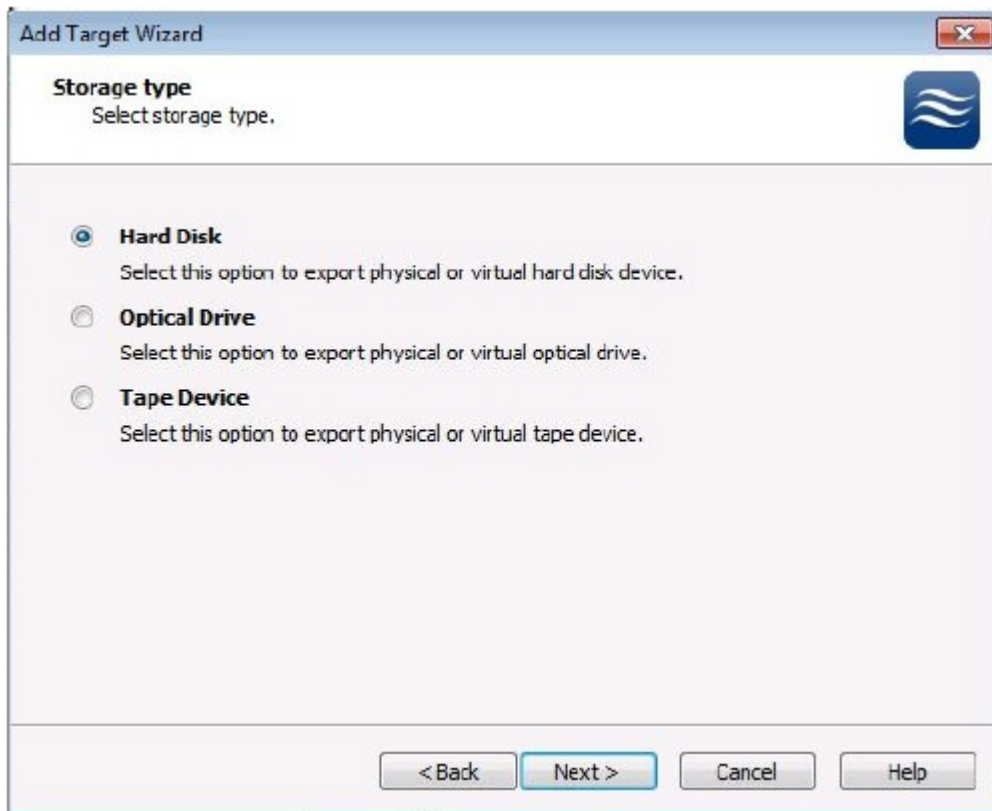 Add Target Wizard
Storage type
Select storage type.
Hard Disk
Select this option to export physical or virtual hard disk device.
Optical Drive
Select this option to export physical or virtual optical drive.
Tape Device
Select this option to export physical or virtual tape device.
< Back Next > Cancel Help